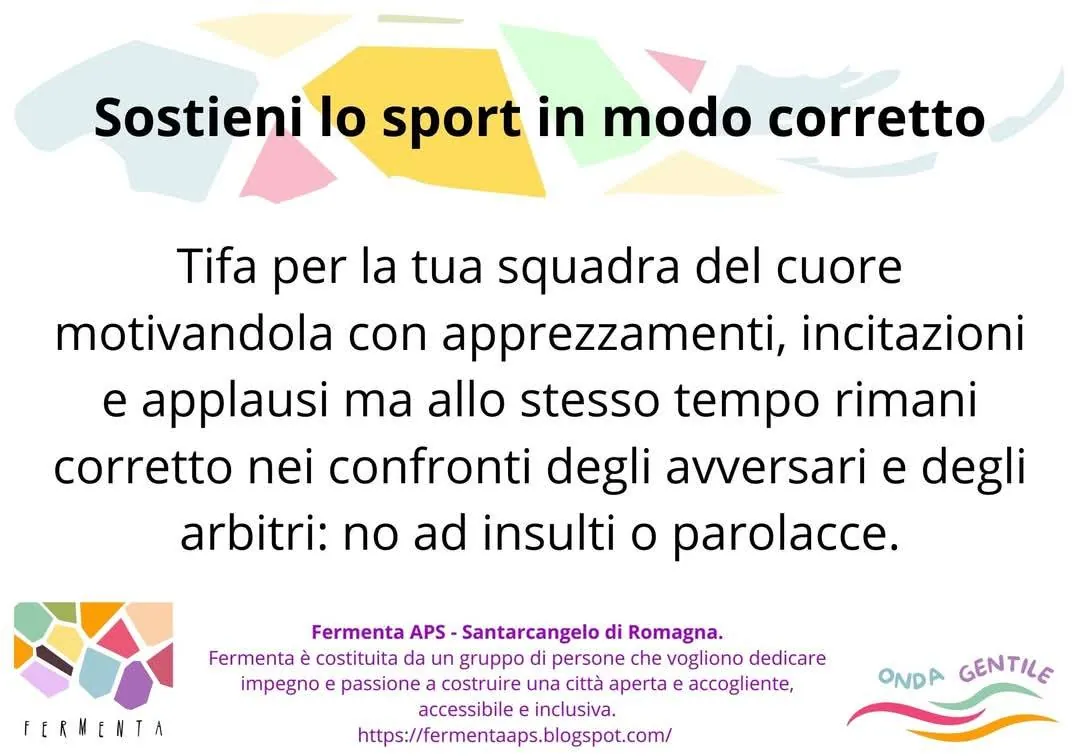 Sostieni lo sport in modo corretto
Tifa per la tua squadra del cuore
motivandola con apprezzamenti, incitazioni
e applausi ma allo stesso tempo rimani
corretto nei confronti degli avversari e degli
arbitri: no ad insulti o parolacce.
FERMENTA
Fermenta APS - Santarcangelo di Romagna.
Fermenta è costituita da un gruppo di persone che vogliono dedicare
impegno e passione a costruire una città aperta e accogliente,
accessibile e inclusiva.
https://fermentaaps.blogspot.com/
ONDA GENTILE